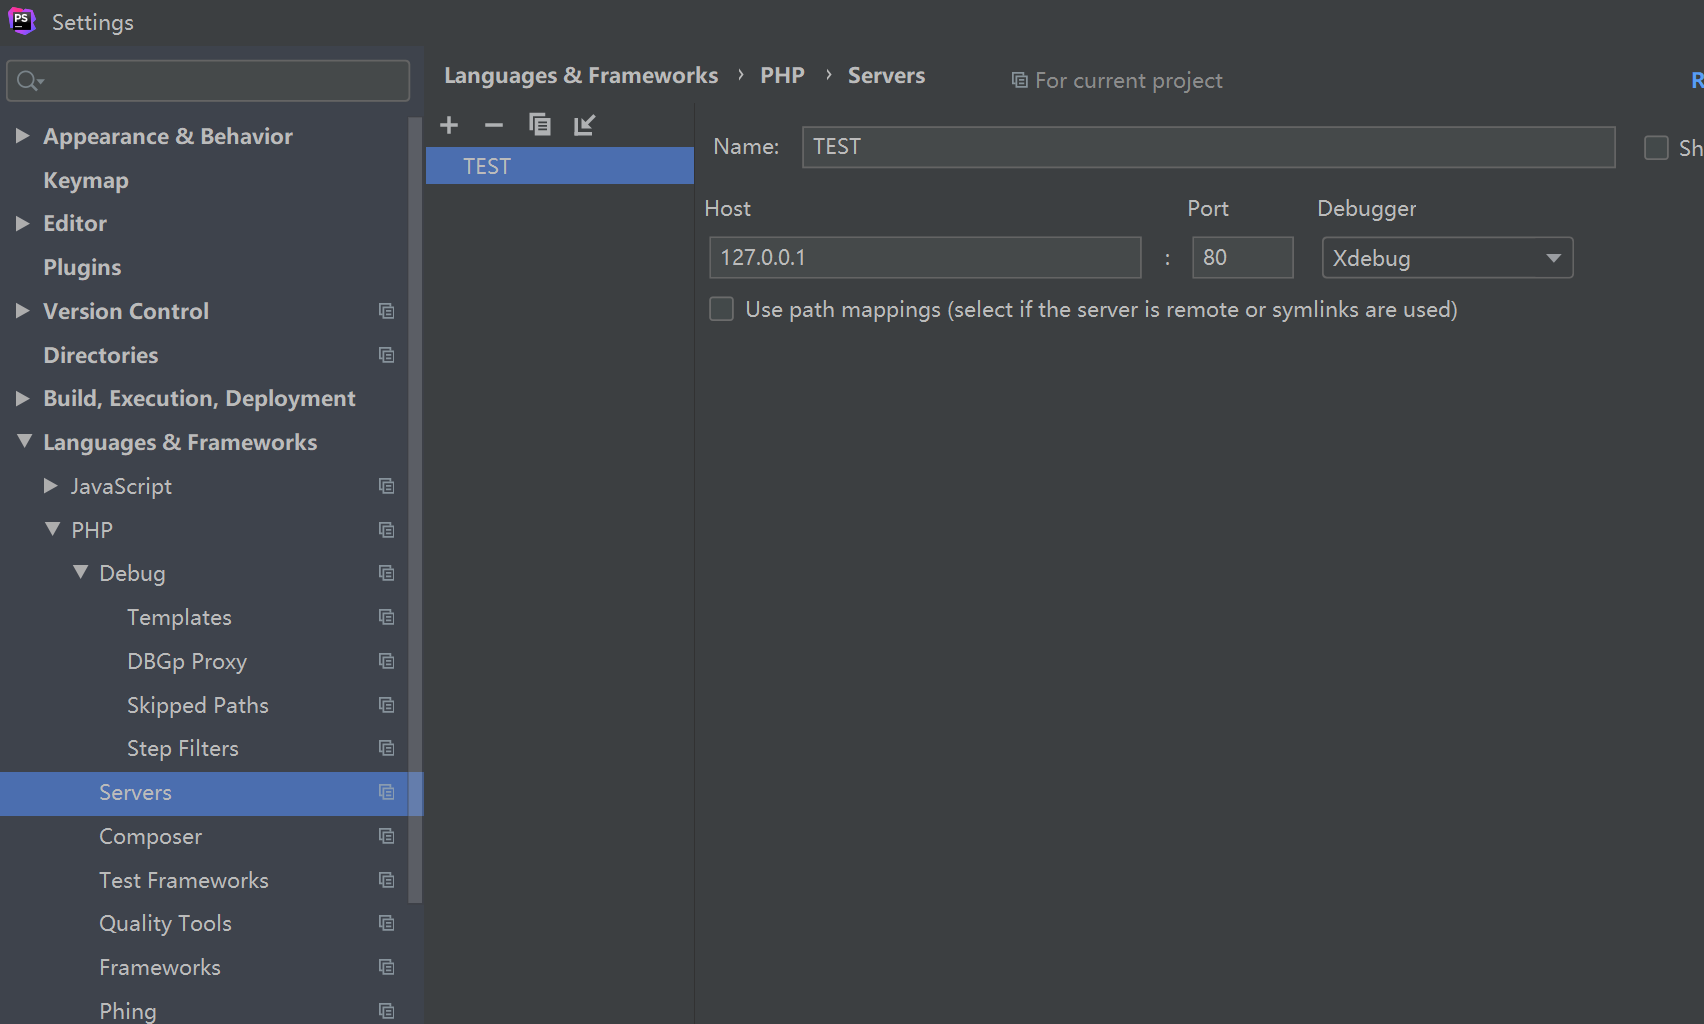 PS
Settings
Languages & Frameworks › PHP › Servers
For current project
R
Appearance & Behavior
Keymap
Editor
Plugins
Version Control
Directories
Build, Execution, Deployment
Languages & Frameworks
JavaScript
PHP
Debug
Templates
DBGp Proxy
Skipped Paths
Step Filters
Servers
Composer
Test Frameworks
Quality Tools
Frameworks
Phing
TEST
Name: TEST
Sh
Host Port Debugger
127.0.0.1 : 80 Xdebug
Use path mappings (select if the server is remote or symlinks are used)